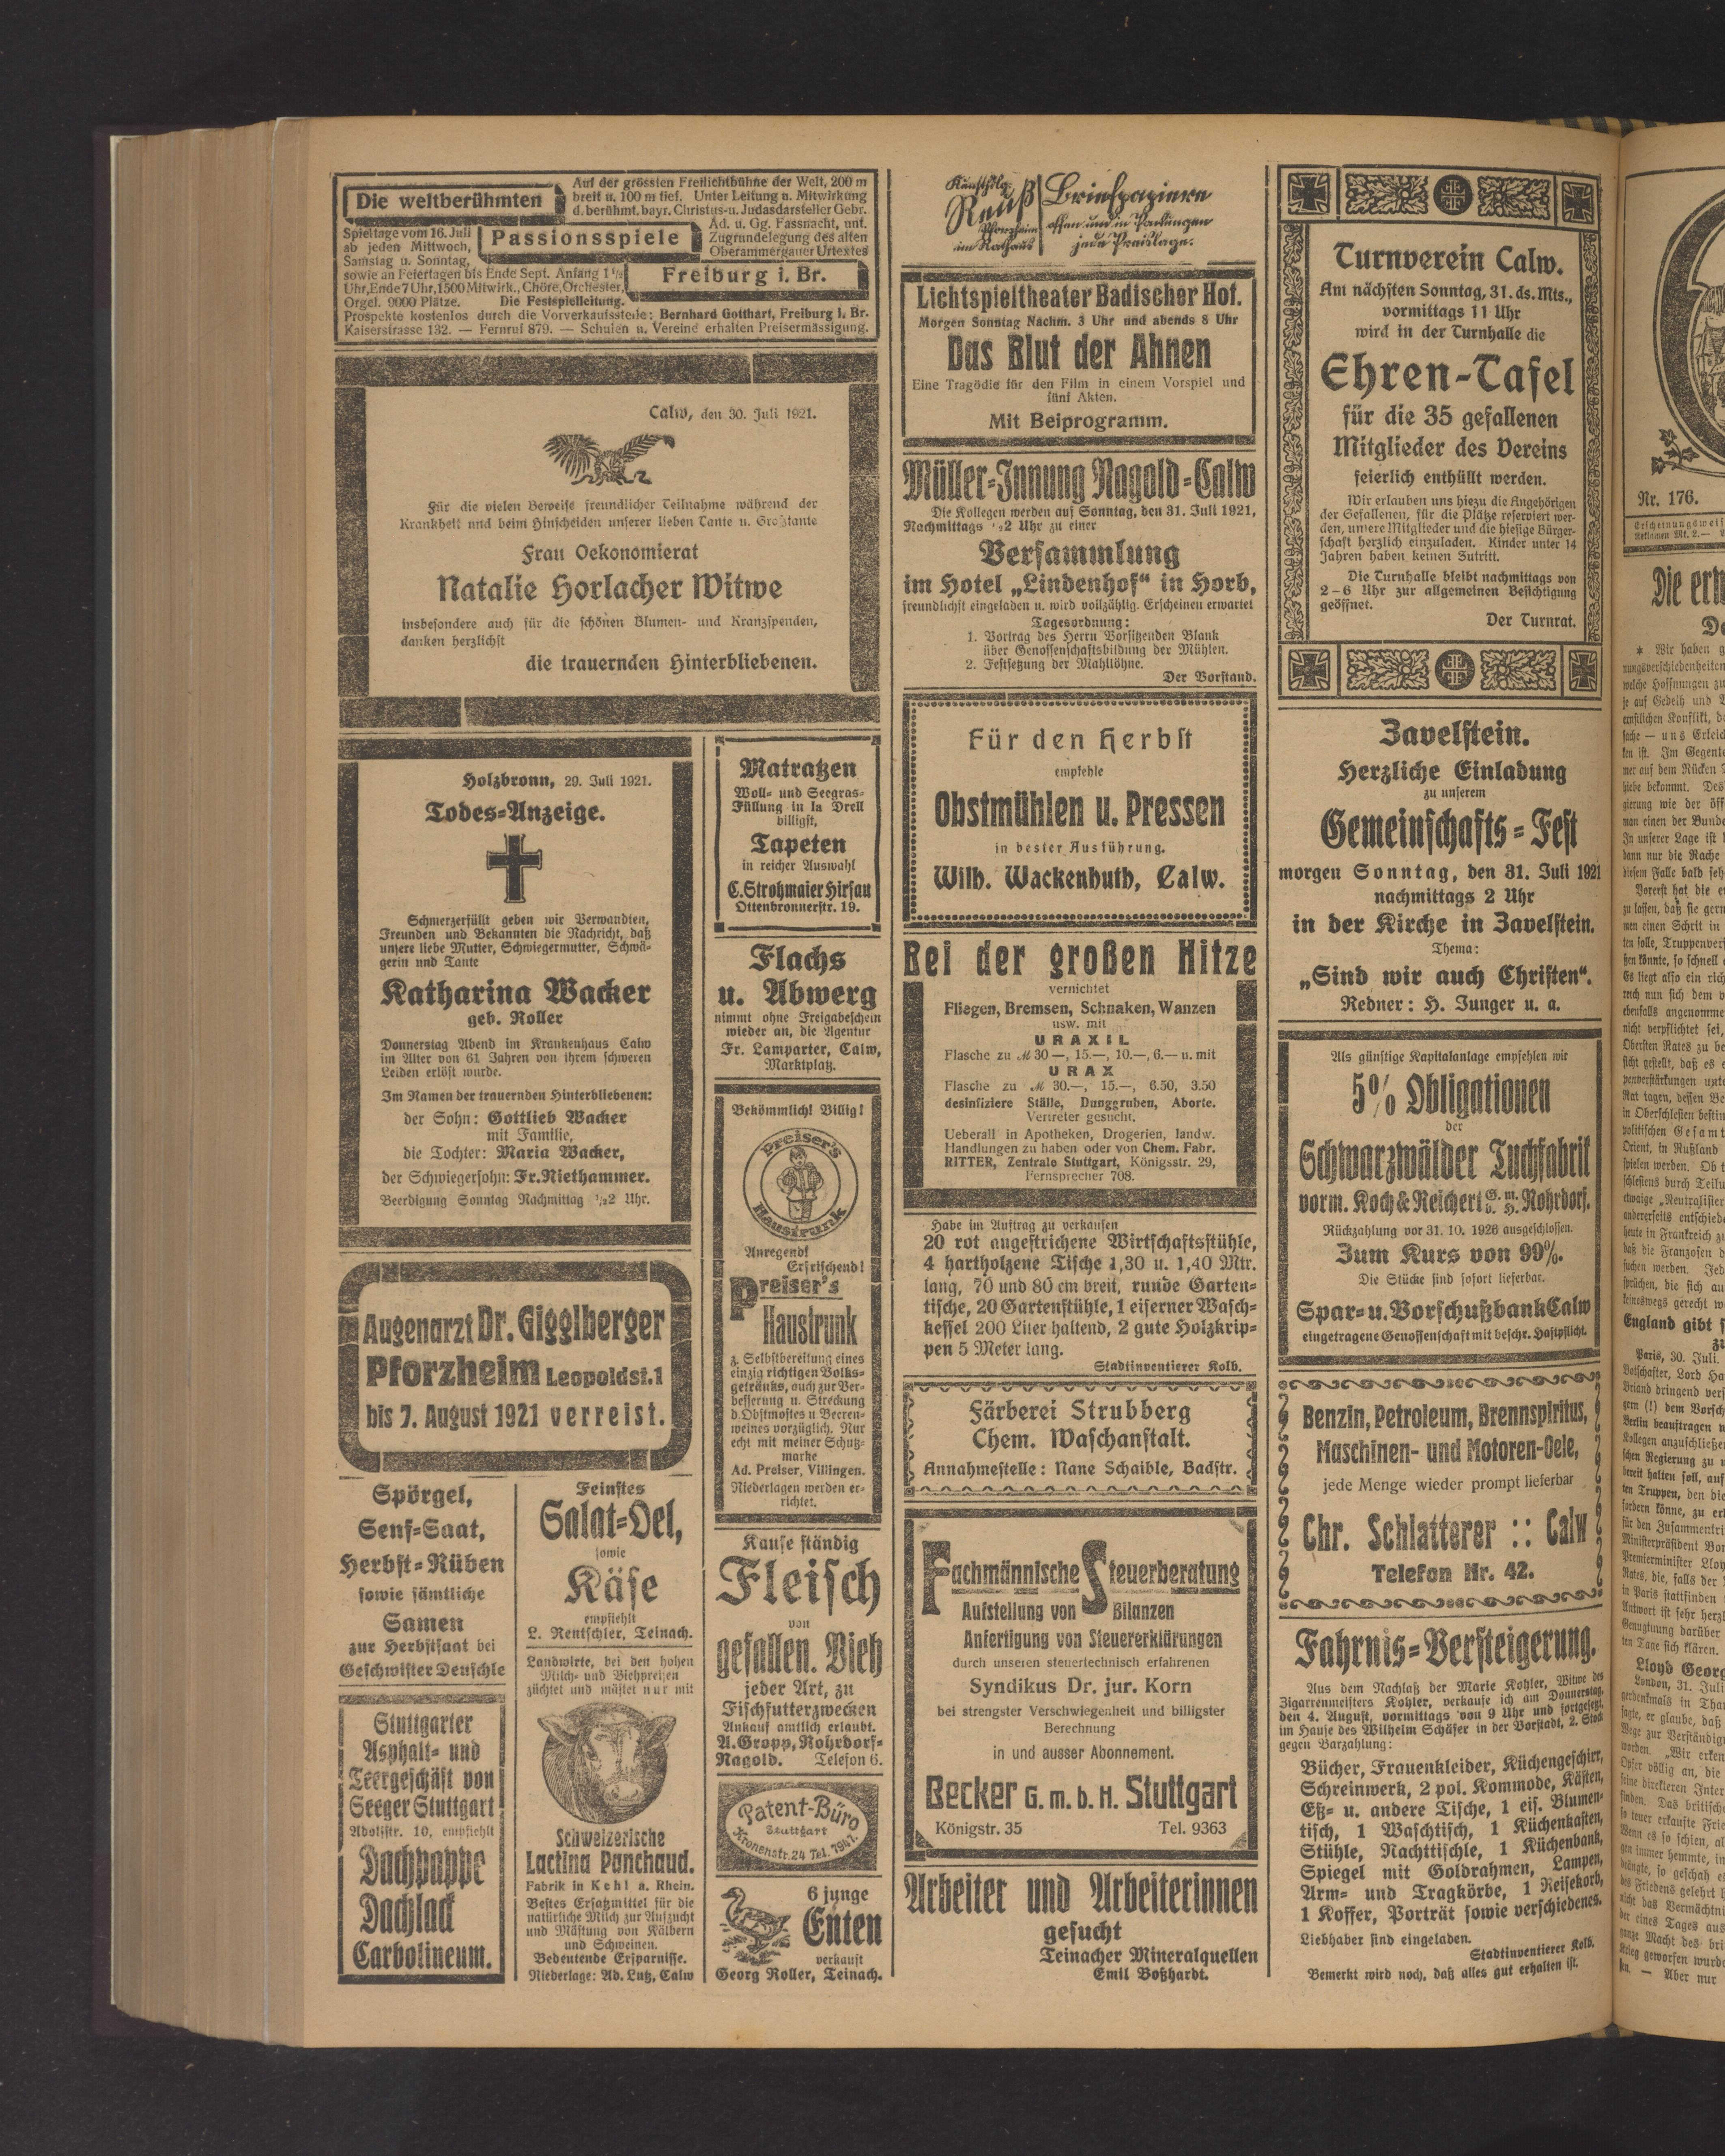 Die weltberühmten
Auf der grössten Freilichtbühne der Welt, 200 m
breit u. 100 m tief. Unter Leitung u. Mitwirkung
d. berühmt. bayr. Christus- u. Judasdarsteller Gebr.
Ad. u. Gg. Fassnacht, unt.
Zugrundelegung des alten
Oberammergauer Urtextes
Spieltage vom 16. Juli
ab jeden Mittwoch,
Samstag u. Sonntag,
Passionsspiele
sowie an Feiertagen bis Ende Sept. Anfang 1½
Uhr, Ende 7 Uhr, 1500 Mitwirk., Chöre, Orchester,
Orgel. 9000 Plätze. Die Festspielleitung.
Freiburg i. Br.
Prospekte kostenlos durch die Vorverkaufsstelle: Bernhard Gotthart, Freiburg i. Br.
Kaiserstrasse 132. — Fernruf 879. — Schulen u. Vereine erhalten Preisermässigung.
Calw, den 30. Juli 1921.
Für die vielen Beweise freundlicher Teilnahme während der
Krankheit und beim Hinscheiden unserer lieben Tante u. Großtante
Frau Oekonomierat
Natalie Horlacher Witwe
insbesondere auch für die schönen Blumen- und Kranzspenden,
danken herzlichst
die trauernden Hinterbliebenen.
Holzbronn, 29. Juli 1921.
Todes-Anzeige.
Schmerzerfüllt geben wir Verwandten,
Freunden und Bekannten die Nachricht, daß
unsere liebe Mutter, Schwiegermutter, Schwä-
gerin und Tante
Katharina Wacker
geb. Roller
Donnerstag Abend im Krankenhaus Calw
im Alter von 61 Jahren von ihrem schweren
Leiden erlöst wurde.
Im Namen der trauernden Hinterbliebenen:
der Sohn: Gottlieb Wacker
mit Familie,
die Tochter: Maria Wacker,
der Schwiegersohn: Fr. Niethammer.
Beerdigung Sonntag Nachmittag ½2 Uhr.
Augenarzt Dr. Gigglberger
Pforzheim Leopoldst. 1
bis 7. August 1921 verreist.
Spörgel,
Senf-Saat,
Herbst-Rüben
sowie sämtliche
Samen
zur Herbstsaat bei
Geschwister Deuschle
Stuttgarter
Asphalt- und
Teergeschäft von
Seeger Stuttgart
Adolfstr. 10, empfiehlt
Dachpappe
Dachlack
Carbolineum.
Feinstes
Salat-Oel,
sowie
Käse
empfiehlt
L. Rentschler, Teinach.
Landwirte, bei den hohen
Milch- und Viehpreisen
züchtet und mästet nur mit
Schweizerische
Lactina Panchaud.
Fabrik in Kehl a. Rhein.
Bestes Ersatzmittel für die
natürliche Milch zur Aufzucht
und Mästung von Kälbern
und Schweinen.
Bedeutende Ersparnisse.
Niederlage: Ad. Lutz, Calw
Matratzen
Woll- und Seegras-
Füllung in Ia Drell
billigst,
Tapeten
in reicher Auswahl
C. Strohmaier Hirsau
Ottenbronnerstr. 19.
Flachs
u. Abwerg
nimmt ohne Freigabeschein
wieder an, die Agentur
Fr. Lamparter, Calw,
Marktplatz.
Bekömmlich! Billig!
Preiser's
Haustrunk
Anregend!
Erfrischend!
Preiser's
Haustrunk
z. Selbstbereitung eines
einzig richtigen Volks-
getränks, auch zur Ver-
besserung u. Streckung
d. Obstmostes u. Beeren-
weines vorzüglich. Nur
echt mit meiner Schutz-
marke
Ad. Preiser, Villingen.
Niederlagen werden er-
richtet.
Kaufe ständig
Fleisch
von
gefallen. Vieh
jeder Art, zu
Fischfutterzwecken
Ankauf amtlich erlaubt.
A. Gropp, Rohrdorf-
Nagold. Telefon 6.
Patent-Büro
Stuttgart
Kronenstr. 24 Tel. 7947.
6 junge
Enten
verkauft
Georg Roller, Teinach.
Kunsthdlg.
Reuß
Pforzheim
im Rathaus
Briefpapiere
offen und in Packungen
jede Preislage.
Lichtspieltheater Badischer Hof.
Morgen Sonntag Nachm. 3 Uhr und abends 8 Uhr
Das Blut der Ahnen
Eine Tragödie für den Film in einem Vorspiel und
fünf Akten.
Mit Beiprogramm.
Müller-Innung Nagold-Calw
Die Kollegen werden auf Sonntag, den 31. Juli 1921,
Nachmittags ½2 Uhr zu einer
Versammlung
im Hotel „Lindenhof“ in Horb,
freundlichst eingeladen u. wird vollzählig. Erscheinen erwartet
Tagesordnung:
1. Vortrag des Herrn Vorsitzenden Blank
über Genossenschaftsbildung der Mühlen.
2. Festsetzung der Mahllöhne.
Der Vorstand.
Für den Herbst
empfehle
Obstmühlen u. Pressen
in bester Ausführung.
Wilh. Wackenhuth, Calw.
Bei der großen Hitze
vernichtet
Fliegen, Bremsen, Schnaken, Wanzen
usw. mit
URAXIL
Flasche zu ℳ 30.—, 15.—, 10.—, 6.— u. mit
URAX
Flasche zu ℳ 30.—, 15.—, 6.50, 3.50
desinfiziere Ställe, Dunggruben, Aborte.
Vertreter gesucht.
Ueberall in Apotheken, Drogerien, landw.
Handlungen zu haben oder von Chem. Fabr.
RITTER, Zentrale Stuttgart, Königsstr. 29,
Fernsprecher 708.
Habe im Auftrag zu verkaufen
20 rot angestrichene Wirtschaftsstühle,
4 hartholzene Tische 1,30 u. 1,40 Mtr.
lang, 70 und 80 cm breit, runde Garten-
tische, 20 Gartenstühle, 1 eiserner Wasch-
kessel 200 Liter haltend, 2 gute Holzkrip-
pen 5 Meter lang.
Stadtinventierer Kolb.
Färberei Strubberg
Chem. Waschanstalt.
Annahmestelle: Nane Schaible, Badstr.
Fachmännische Steuerberatung
Aufstellung von Bilanzen
Anfertigung von Steuererklärungen
durch unseren steuertechnisch erfahrenen
Syndikus Dr. jur. Korn
bei strengster Verschwiegenheit und billigster
Berechnung
in und ausser Abonnement.
Becker G. m. b. H. Stuttgart
Königstr. 35 Tel. 9363
Arbeiter und Arbeiterinnen
gesucht
Teinacher Mineralquellen
Emil Boßhardt.
Turnverein Calw.
Am nächsten Sonntag, 31. ds. Mts.,
vormittags 11 Uhr
wird in der Turnhalle die
Ehren-Tafel
für die 35 gefallenen
Mitglieder des Vereins
feierlich enthüllt werden.
Wir erlauben uns hiezu die Angehörigen
der Gefallenen, für die Plätze reserviert wer-
den, unsere Mitglieder und die hiesige Bürger-
schaft herzlich einzuladen. Kinder unter 14
Jahren haben keinen Zutritt.
Die Turnhalle bleibt nachmittags von
2–6 Uhr zur allgemeinen Besichtigung
geöffnet.
Der Turnrat.
Zavelstein.
Herzliche Einladung
zu unserem
Gemeinschafts-Fest
morgen Sonntag, den 31. Juli 1921
nachmittags 2 Uhr
in der Kirche in Zavelstein.
Thema:
„Sind wir auch Christen“.
Redner: H. Junger u. a.
Als günstige Kapitalanlage empfehlen wir
5% Obligationen
der
Schwarzwälder Tuchfabrik
vorm. Koch & Reichert G. m. b. H. Rohrdorf.
Rückzahlung vor 31. 10. 1926 ausgeschlossen.
Zum Kurs von 99%.
Die Stücke sind sofort lieferbar.
Spar- u. Vorschußbank Calw
eingetragene Genossenschaft mit beschr. Haftpflicht.
Benzin, Petroleum, Brennspiritus,
Maschinen- und Motoren-Oele,
jede Menge wieder prompt lieferbar
Chr. Schlatterer :: Calw
Telefon Nr. 42.
Fahrnis-Versteigerung.
Aus dem Nachlaß der Marie Kohler, Witwe des
Zigarrenmeisters Kohler, verkaufe ich am Donnerstag,
den 4. August, vormittags von 9 Uhr und fortgesetzt,
im Hause des Wilhelm Schäfer in der Vorstadt, 2. Stock
gegen Barzahlung:
Bücher, Frauenkleider, Küchengeschirr,
Schreinwerk, 2 pol. Kommode, Kästen,
Eß- u. andere Tische, 1 eis. Blumen-
tisch, 1 Waschtisch, 1 Küchenkasten,
Stühle, Nachttischle, 1 Küchenbank,
Spiegel mit Goldrahmen, Lampen,
Arm- und Tragkörbe, 1 Reisekorb,
1 Koffer, Porträt sowie verschiedenes.
Liebhaber sind eingeladen.
Stadtinventierer Kolb.
Bemerkt wird noch, daß alles gut erhalten ist.
Nr. 176.